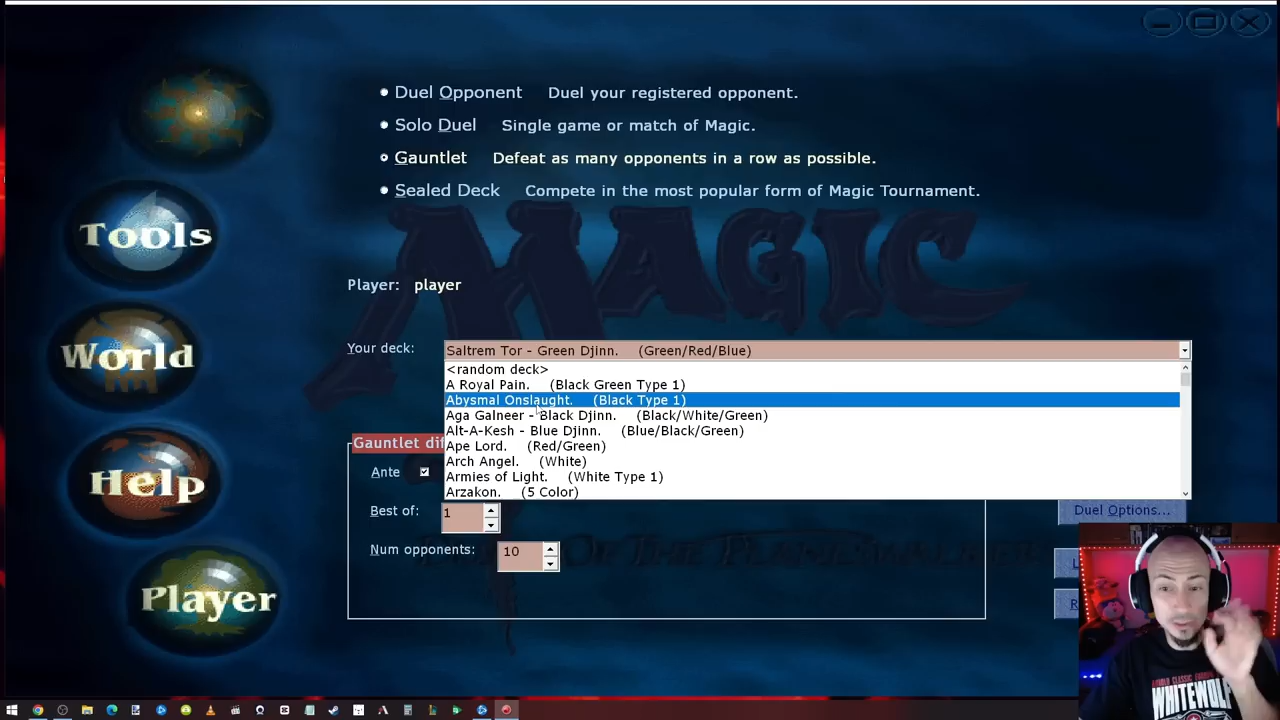 Duel Opponent Duel your registered opponent.
Solo Duel Single game or match of Magic.
Gauntlet Defeat as many opponents in a row as possible.
Sealed Deck Compete in the most popular form of Magic Tournament.
Tools
MAGIC
Player: player
World
Your deck: Saltrem Tor - Green Djinn. (Green/Red/Blue)
<random deck>
A Royal Pain. (Black Green Type 1)
Abysmal Onslaught. (Black Type 1)
Aga Galneer - Black Djinn. (Black/White/Green)
Alt-A-Kesh - Blue Djinn. (Blue/Black/Green)
Gauntlet dif
Ape Lord. (Red/Green)
Arch Angel. (White)
Ante
Armies of Light. (White Type 1)
Help
Arzakon. (5 Color)
Best of: 1
Duel Options...
Num opponents: 10
Of The Planeswalkers
Player
WHITEWOLF